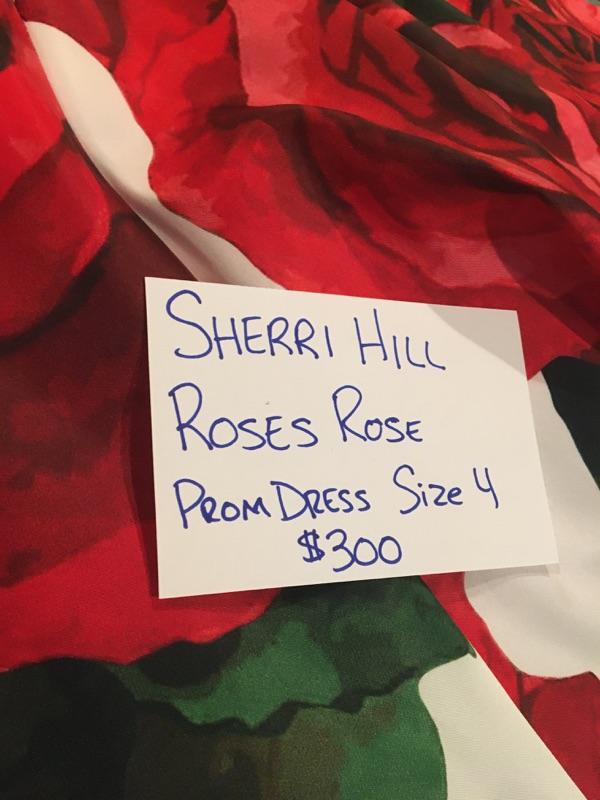 SHERRI HILL
ROSES ROSE
PROM DRESS Size 4
$300